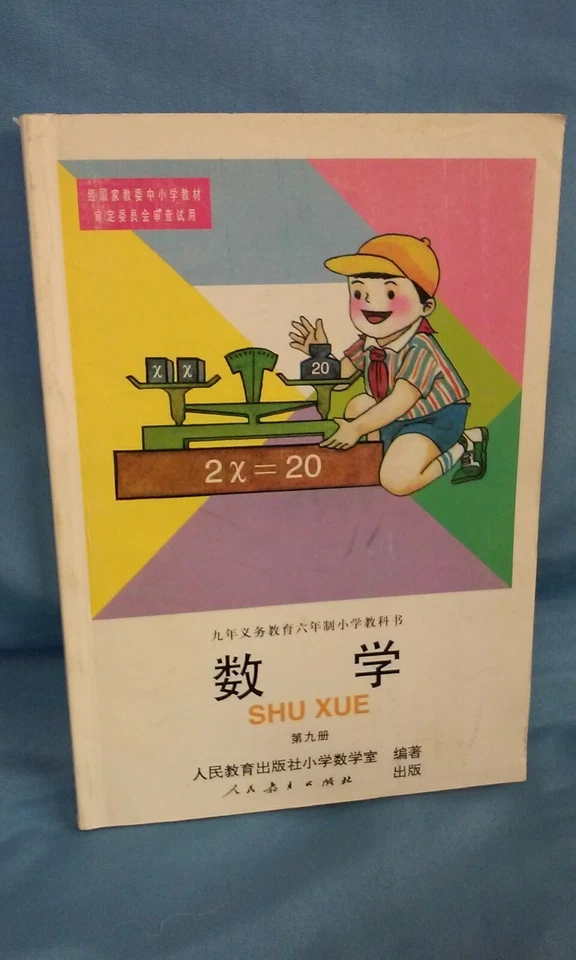 经国家教委中小学教材
审定委员会审查试用
χ χ
20
2χ=20
九年义务教育六年制小学教科书
数 学
SHU XUE
第九册
人民教育出版社小学数学室 编著
人民教育出版社 出版